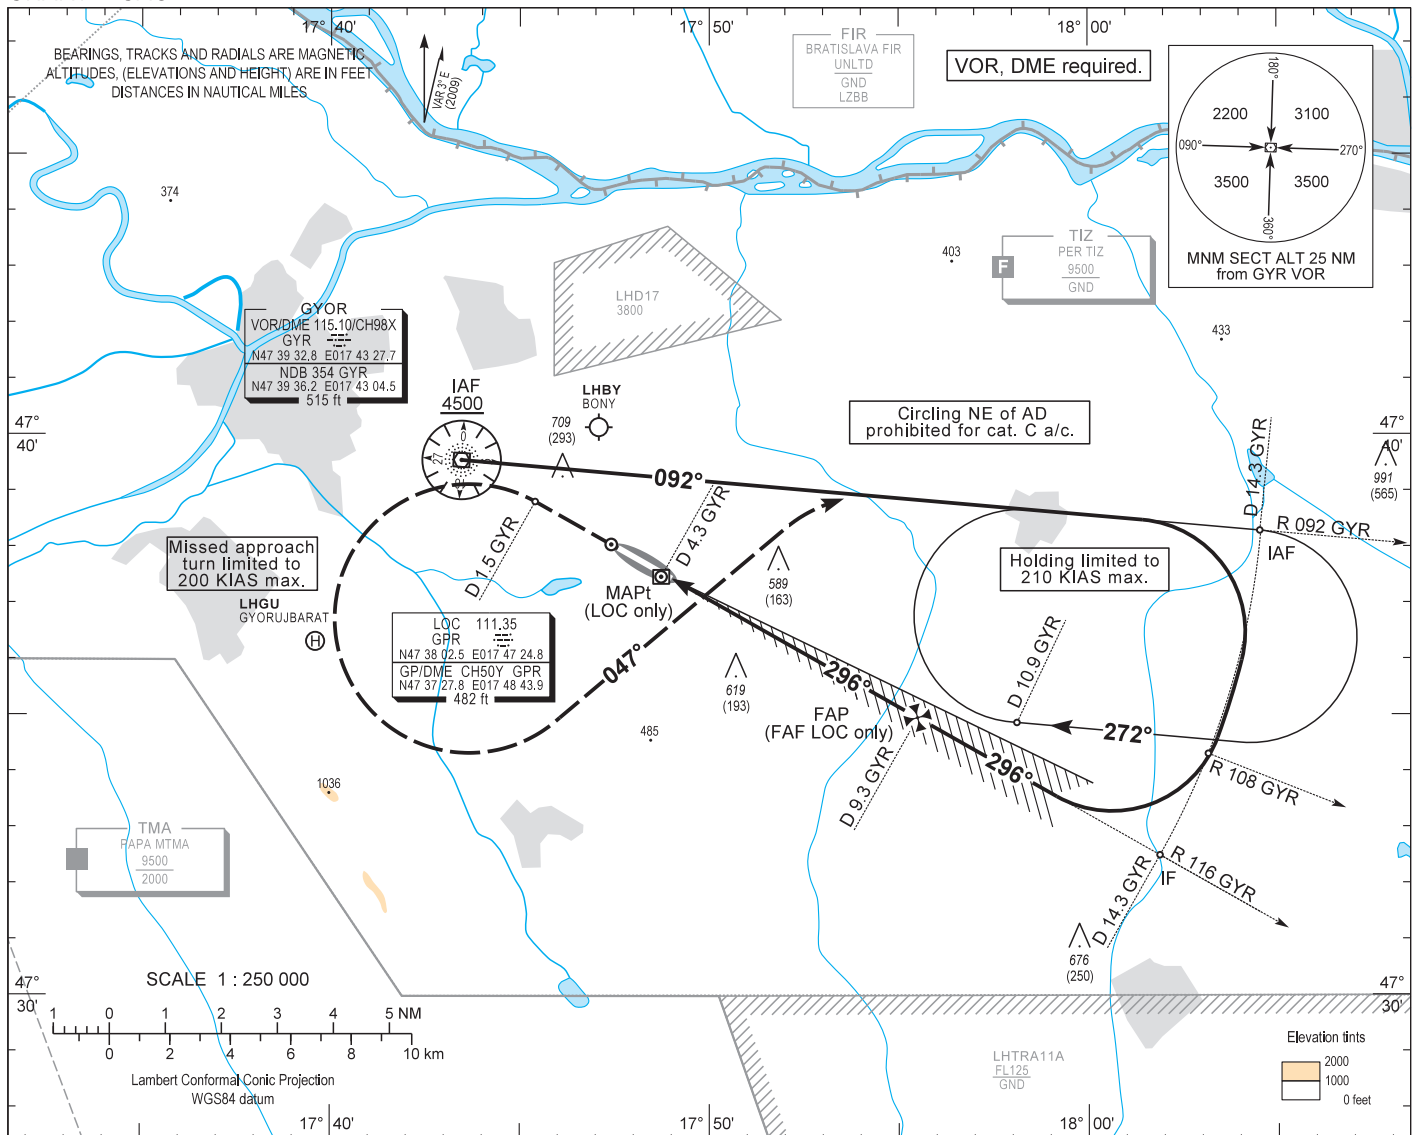 17° 40'
17° 50'
18° 00'
BEARINGS, TRACKS AND RADIALS ARE MAGNETIC
ALTITUDES, (ELEVATIONS AND HEIGHT) ARE IN FEET
DISTANCES IN NAUTICAL MILES
VAR 3° E
(2009)
FIR
BRATISLAVA FIR
UNLTD
GND
LZBB
VOR, DME required.
180°
2200
3100
090°
270°
3500
3500
360°
MNM SECT ALT 25 NM
from GYR VOR
374
403
TIZ
PER TIZ
F
9500
GND
433
LHD17
3800
GYOR
VOR/DME 115.10/CH98X
GYR
N47 39 32.8 E017 43 27.7
NDB 354 GYR
N47 39 36.2 E017 43 04.5
515 ft
IAF
4500
0
27
LHBY
BONY
709
(293)
Circling NE of AD
prohibited for cat. C a/c.
47°
40'
47°
40'
991
(565)
092°
D 4.3 GYR
D 1.5 GYR
D 14.3 GYR
R 092 GYR
IAF
Missed approach
turn limited to
200 KIAS max.
Holding limited to
210 KIAS max.
589
(163)
MAPt
(LOC only)
LHGU
GYORUJBARAT
H
LOC 111.35
GPR
N47 38 02.5 E017 47 24.8
GP/DME CH50Y GPR
N47 37 27.8 E017 48 43.9
482 ft
047°
619
(193)
296°
D 10.9 GYR
FAP
(FAF LOC only)
272°
485
296°
D 9.3 GYR
R 108 GYR
1036
TMA
PAPA MTMA
9500
2000
R 116 GYR
IF
D 14.3 GYR
676
(250)
47°
30'
47°
30'
SCALE 1 : 250 000
1 0 1 2 3 4 5 NM
0 2 4 6 8 10 km
Lambert Conformal Conic Projection
WGS84 datum
LHTRA11A
FL125
GND
Elevation tints
2000
1000
0 feet
17° 40'
17° 50'
18° 00'